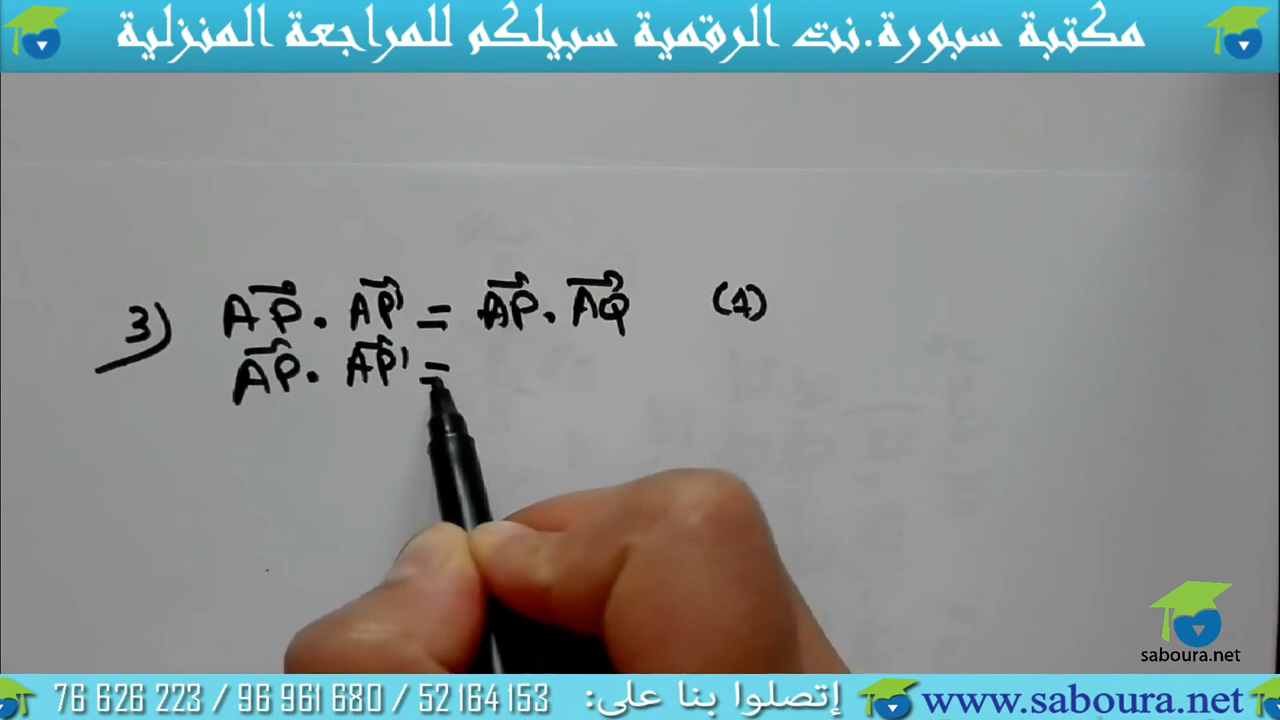 مكتبة سبورة.نت الرقمية سبيلكم للمراجعة المنزلية
3) AP⃗ . AP'⃗ = AP⃗ . AQ⃗ (1)
AP⃗ . AP'⃗ =
saboura.net
76 626 223 / 96 961 680 / 52 164 153 إتصلوا بنا على: www.saboura.net